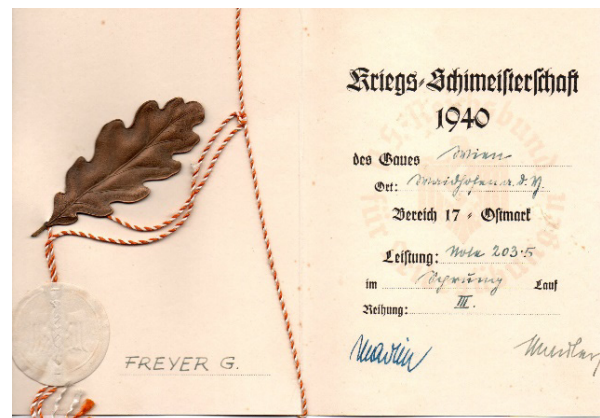 FREYER G.
Kriegs-Schimeisterschaft
1940
des Gaues Wien
Ort: Waidhofen a. d. Y.
Bereich 17 - Ostmark
Leistung: Note 203·5
im Sprung Lauf
Reihung: III.